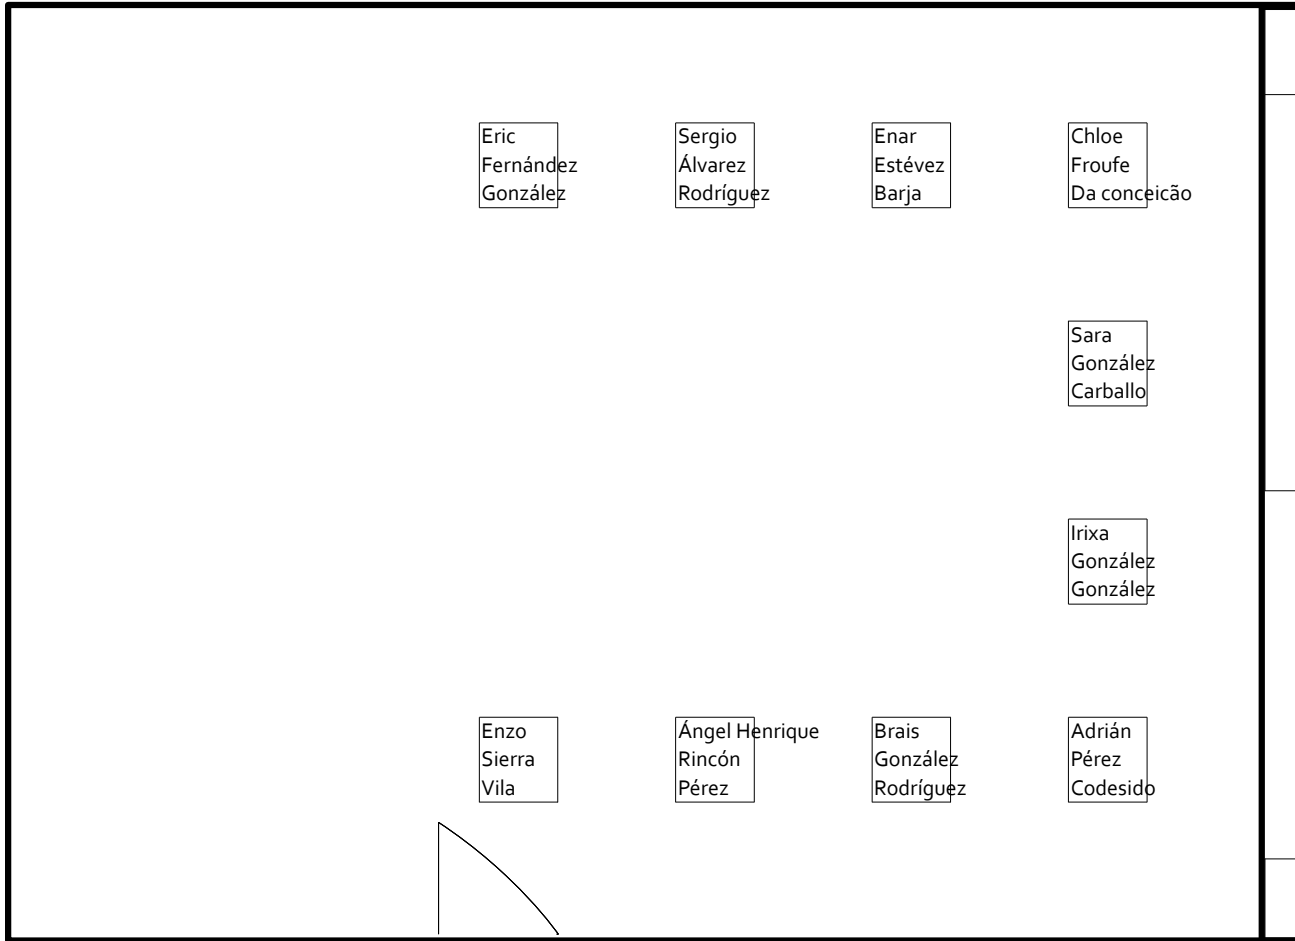 Eric
Fernández
González
Sergio
Álvarez
Rodríguez
Enar
Estévez
Barja
Chloe
Froufe
Da conceicão
Sara
González
Carballo
Irixa
González
González
Enzo
Sierra
Vila
Ángel Henrique
Rincón
Pérez
Brais
González
Rodríguez
Adrián
Pérez
Codesido